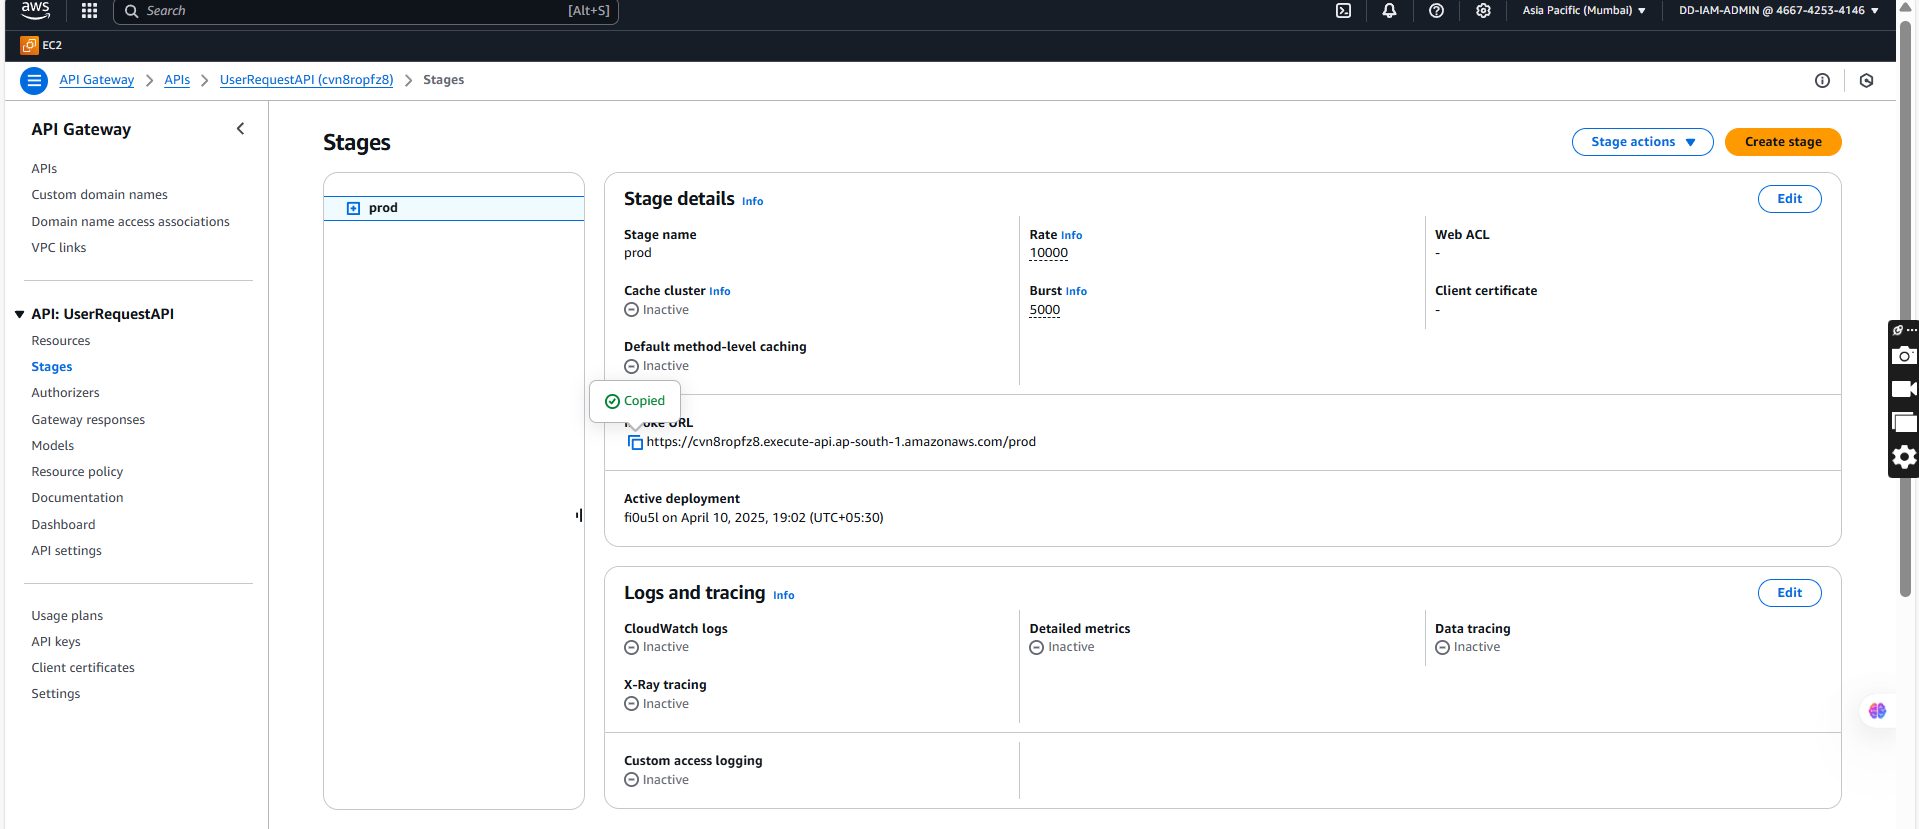 aws
Search
[Alt+S]
Asia Pacific (Mumbai)
DD-IAM-ADMIN @ 4667-4253-4146
EC2
API Gateway
APIs
UserRequestAPI (cvn8ropfz8)
Stages
API Gateway
APIs
Custom domain names
Domain name access associations
VPC links
API: UserRequestAPI
Resources
Stages
Authorizers
Gateway responses
Models
Resource policy
Documentation
Dashboard
API settings
Usage plans
API keys
Client certificates
Settings
Stages
Stage actions
Create stage
prod
Stage details Info
Edit
Stage name
prod
Rate Info
10000
Web ACL
-
Cache cluster Info
Inactive
Burst Info
5000
Client certificate
-
Default method-level caching
Inactive
Copied
URL
https://cvn8ropfz8.execute-api.ap-south-1.amazonaws.com/prod
Active deployment
fi0u5l on April 10, 2025, 19:02 (UTC+05:30)
Logs and tracing Info
Edit
CloudWatch logs
Inactive
Detailed metrics
Inactive
Data tracing
Inactive
X-Ray tracing
Inactive
Custom access logging
Inactive